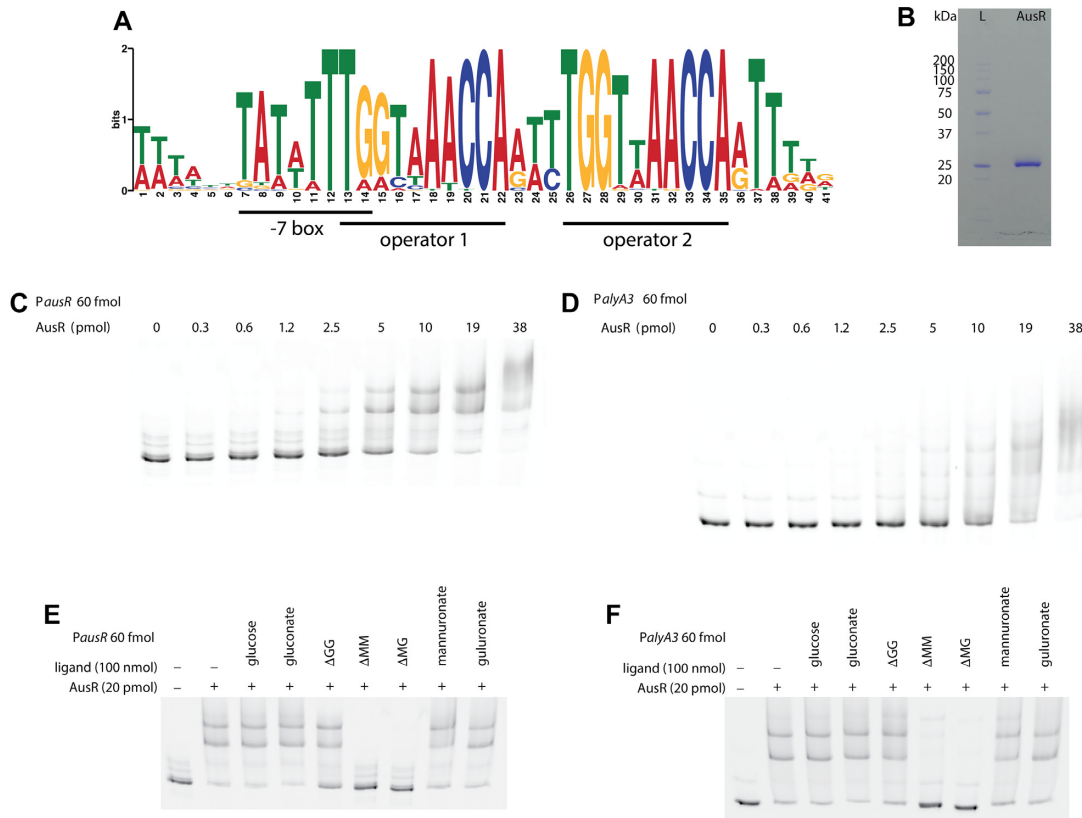 A
bits
2
1
0
1 2 3 4 5 6 7 8 9 10 11 12 13 14 15 16 17 18 19 20 21 22 23 24 25 26 27 28 29 30 31 32 33 34 35 36 37 38 39 40 41
-7 box
operator 1
operator 2
B
kDa L AusR
200
150
100
75
50
37
25
20
C
PausR 60 fmol
AusR (pmol) 0 0.3 0.6 1.2 2.5 5 10 19 38
D
PalyA3 60 fmol
AusR (pmol) 0 0.3 0.6 1.2 2.5 5 10 19 38
E
PausR 60 fmol
ligand (100 nmol) – – glucose gluconate ΔGG ΔMM ΔMG mannuronate guluronate
AusR (20 pmol) – + + + + + + + +
F
PalyA3 60 fmol
ligand (100 nmol) – – glucose gluconate ΔGG ΔMM ΔMG mannuronate guluronate
AusR (20 pmol) – + + + + + + + +